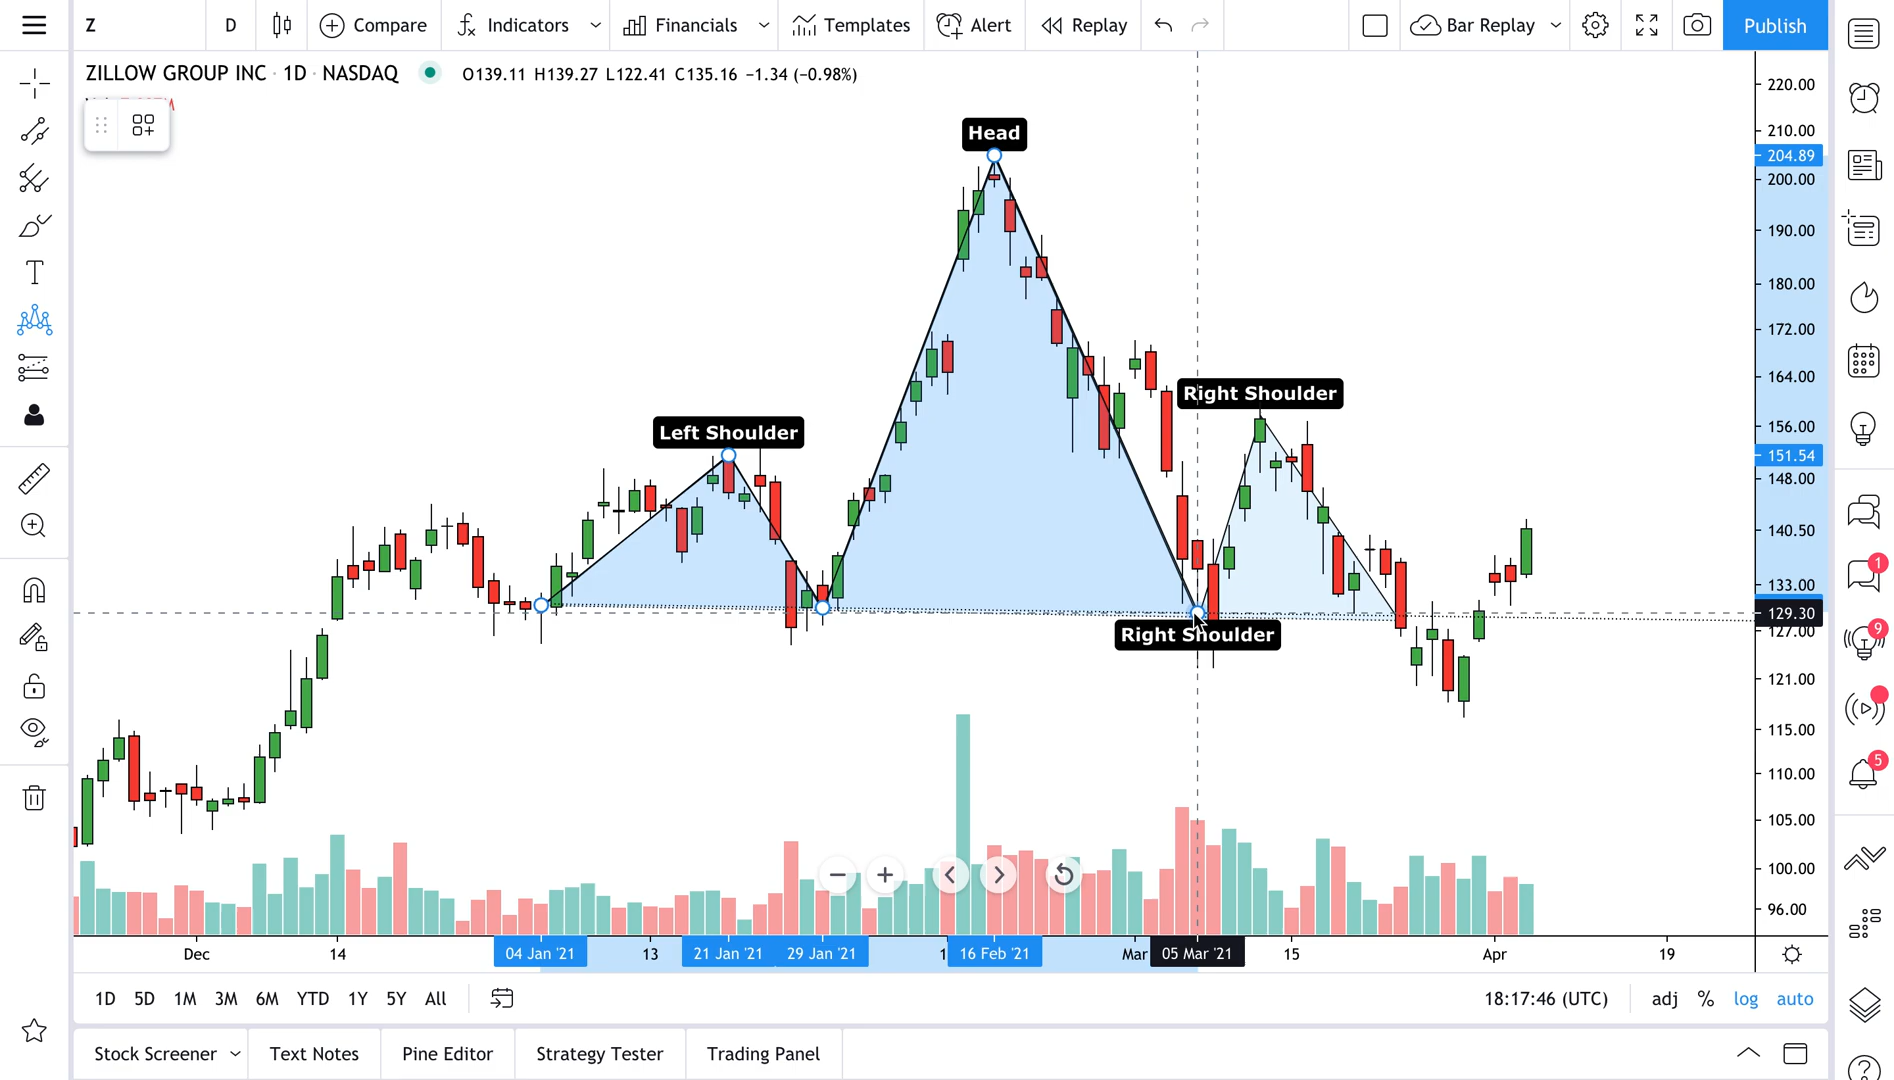 Z D Compare Indicators Financials Templates Alert Replay Bar Replay Publish
ZILLOW GROUP INC · 1D · NASDAQ O139.11 H139.27 L122.41 C135.16 −1.34 (−0.98%)
220.00
Head
210.00
204.89
200.00
190.00
180.00
172.00
164.00
Right Shoulder
156.00
Left Shoulder
151.54
148.00
140.50
133.00
129.30
127.00
Right Shoulder
121.00
115.00
110.00
105.00
100.00
96.00
1
9
5
Dec 14 04 Jan '21 13 21 Jan '21 29 Jan '21 1 16 Feb '21 Mar 05 Mar '21 15 Apr 19
1D 5D 1M 3M 6M YTD 1Y 5Y All 18:17:46 (UTC) adj % log auto
Stock Screener Text Notes Pine Editor Strategy Tester Trading Panel